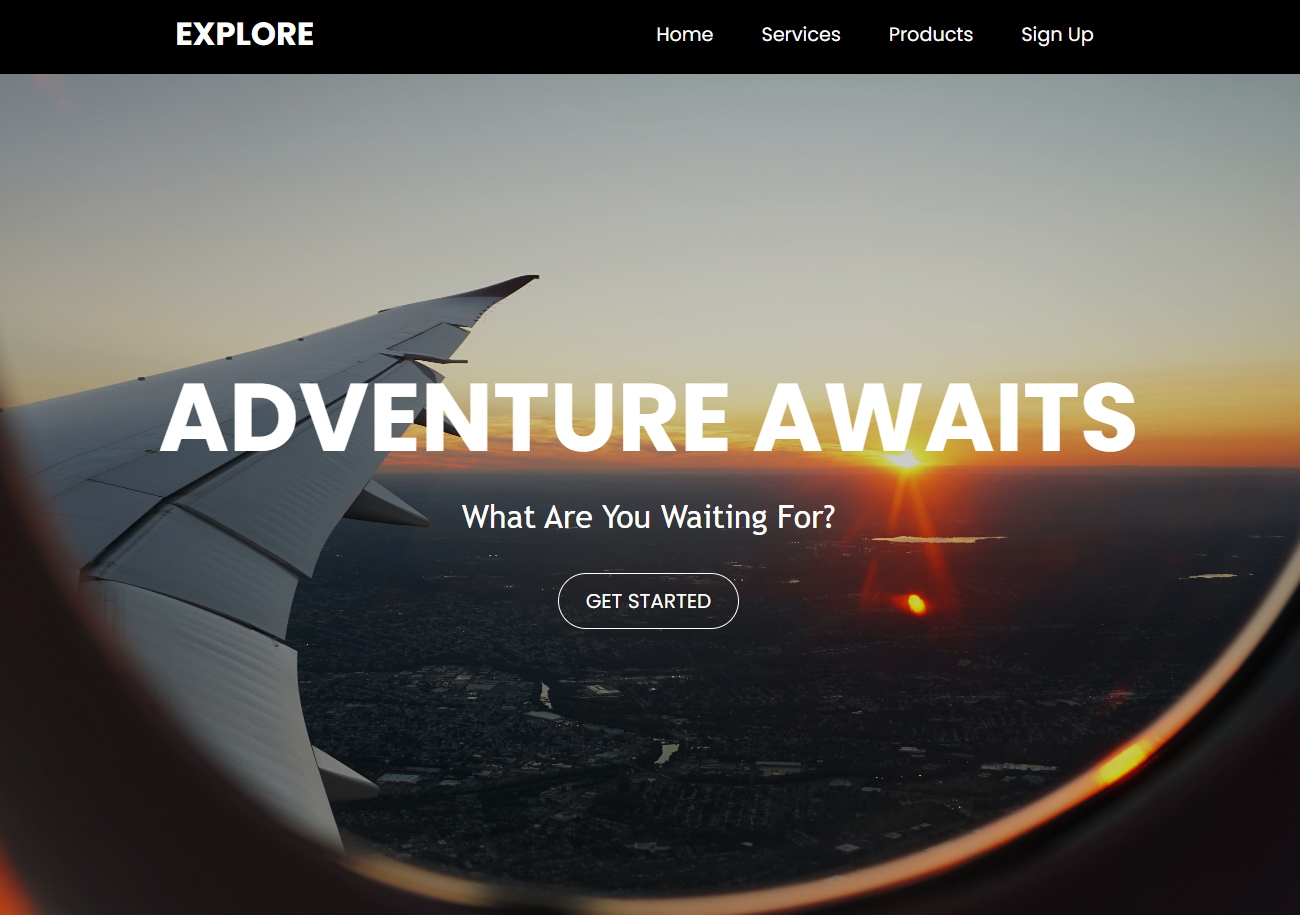 EXPLORE
Home Services Products Sign Up
ADVENTURE AWAITS
What Are You Waiting For?
GET STARTED